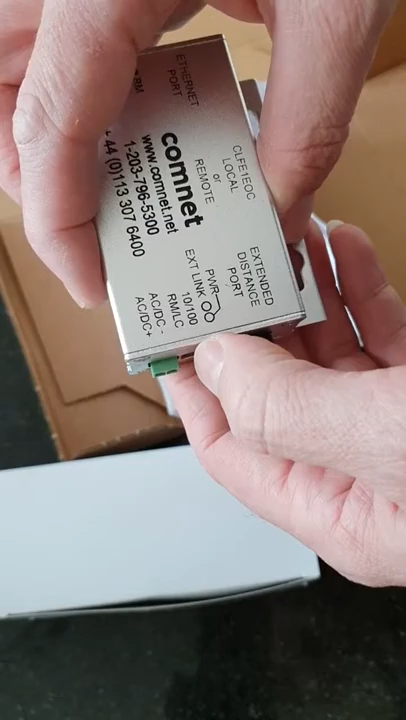 ETHERNET
PORT
CLFE1EOC
REMOTE
or
LOCAL
comnet
www.comnet.net
1-203-796-5300
44 (0)113 307 6400
EXTENDED
DISTANCE
PORT
PWR
EXT LINK
10/100
RM/LC
AC/DC -
AC/DC+